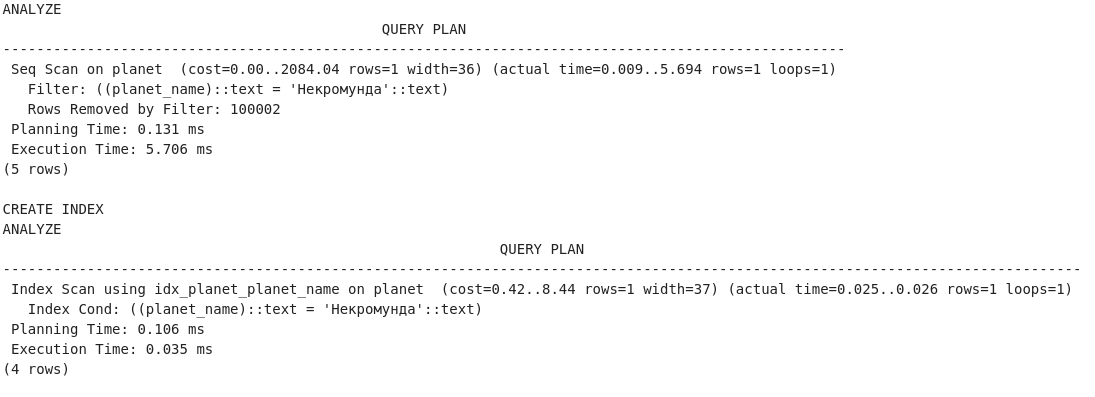 ANALYZE
QUERY PLAN
----------------------------------------------------------------------------------------------------
Seq Scan on planet  (cost=0.00..2084.04 rows=1 width=36) (actual time=0.009..5.694 rows=1 loops=1)
Filter: ((planet_name)::text = 'Некромунда'::text)
Rows Removed by Filter: 100002
Planning Time: 0.131 ms
Execution Time: 5.706 ms
(5 rows)
CREATE INDEX
ANALYZE
QUERY PLAN
--------------------------------------------------------------------------------------------------------------------------------
Index Scan using idx_planet_planet_name on planet  (cost=0.42..8.44 rows=1 width=37) (actual time=0.025..0.026 rows=1 loops=1)
Index Cond: ((planet_name)::text = 'Некромунда'::text)
Planning Time: 0.106 ms
Execution Time: 0.035 ms
(4 rows)